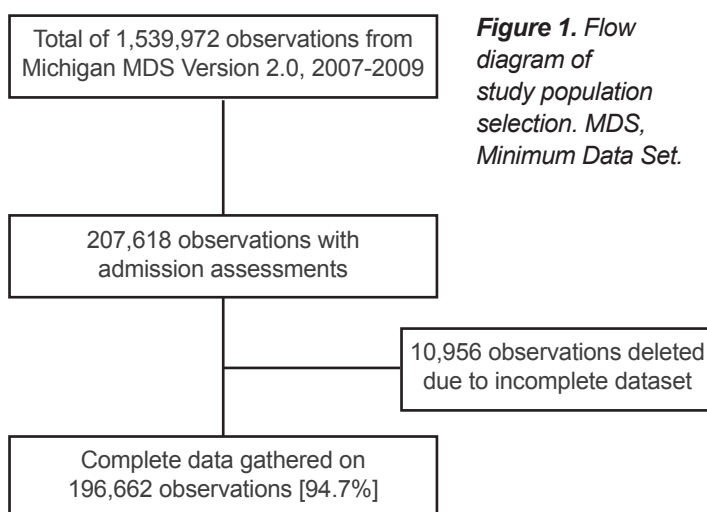 Total of 1,539,972 observations from
Michigan MDS Version 2.0, 2007-2009
Figure 1. Flow
diagram of
study population
selection. MDS,
Minimum Data Set.
207,618 observations with
admission assessments
10,956 observations deleted
due to incomplete dataset
Complete data gathered on
196,662 observations [94.7%]